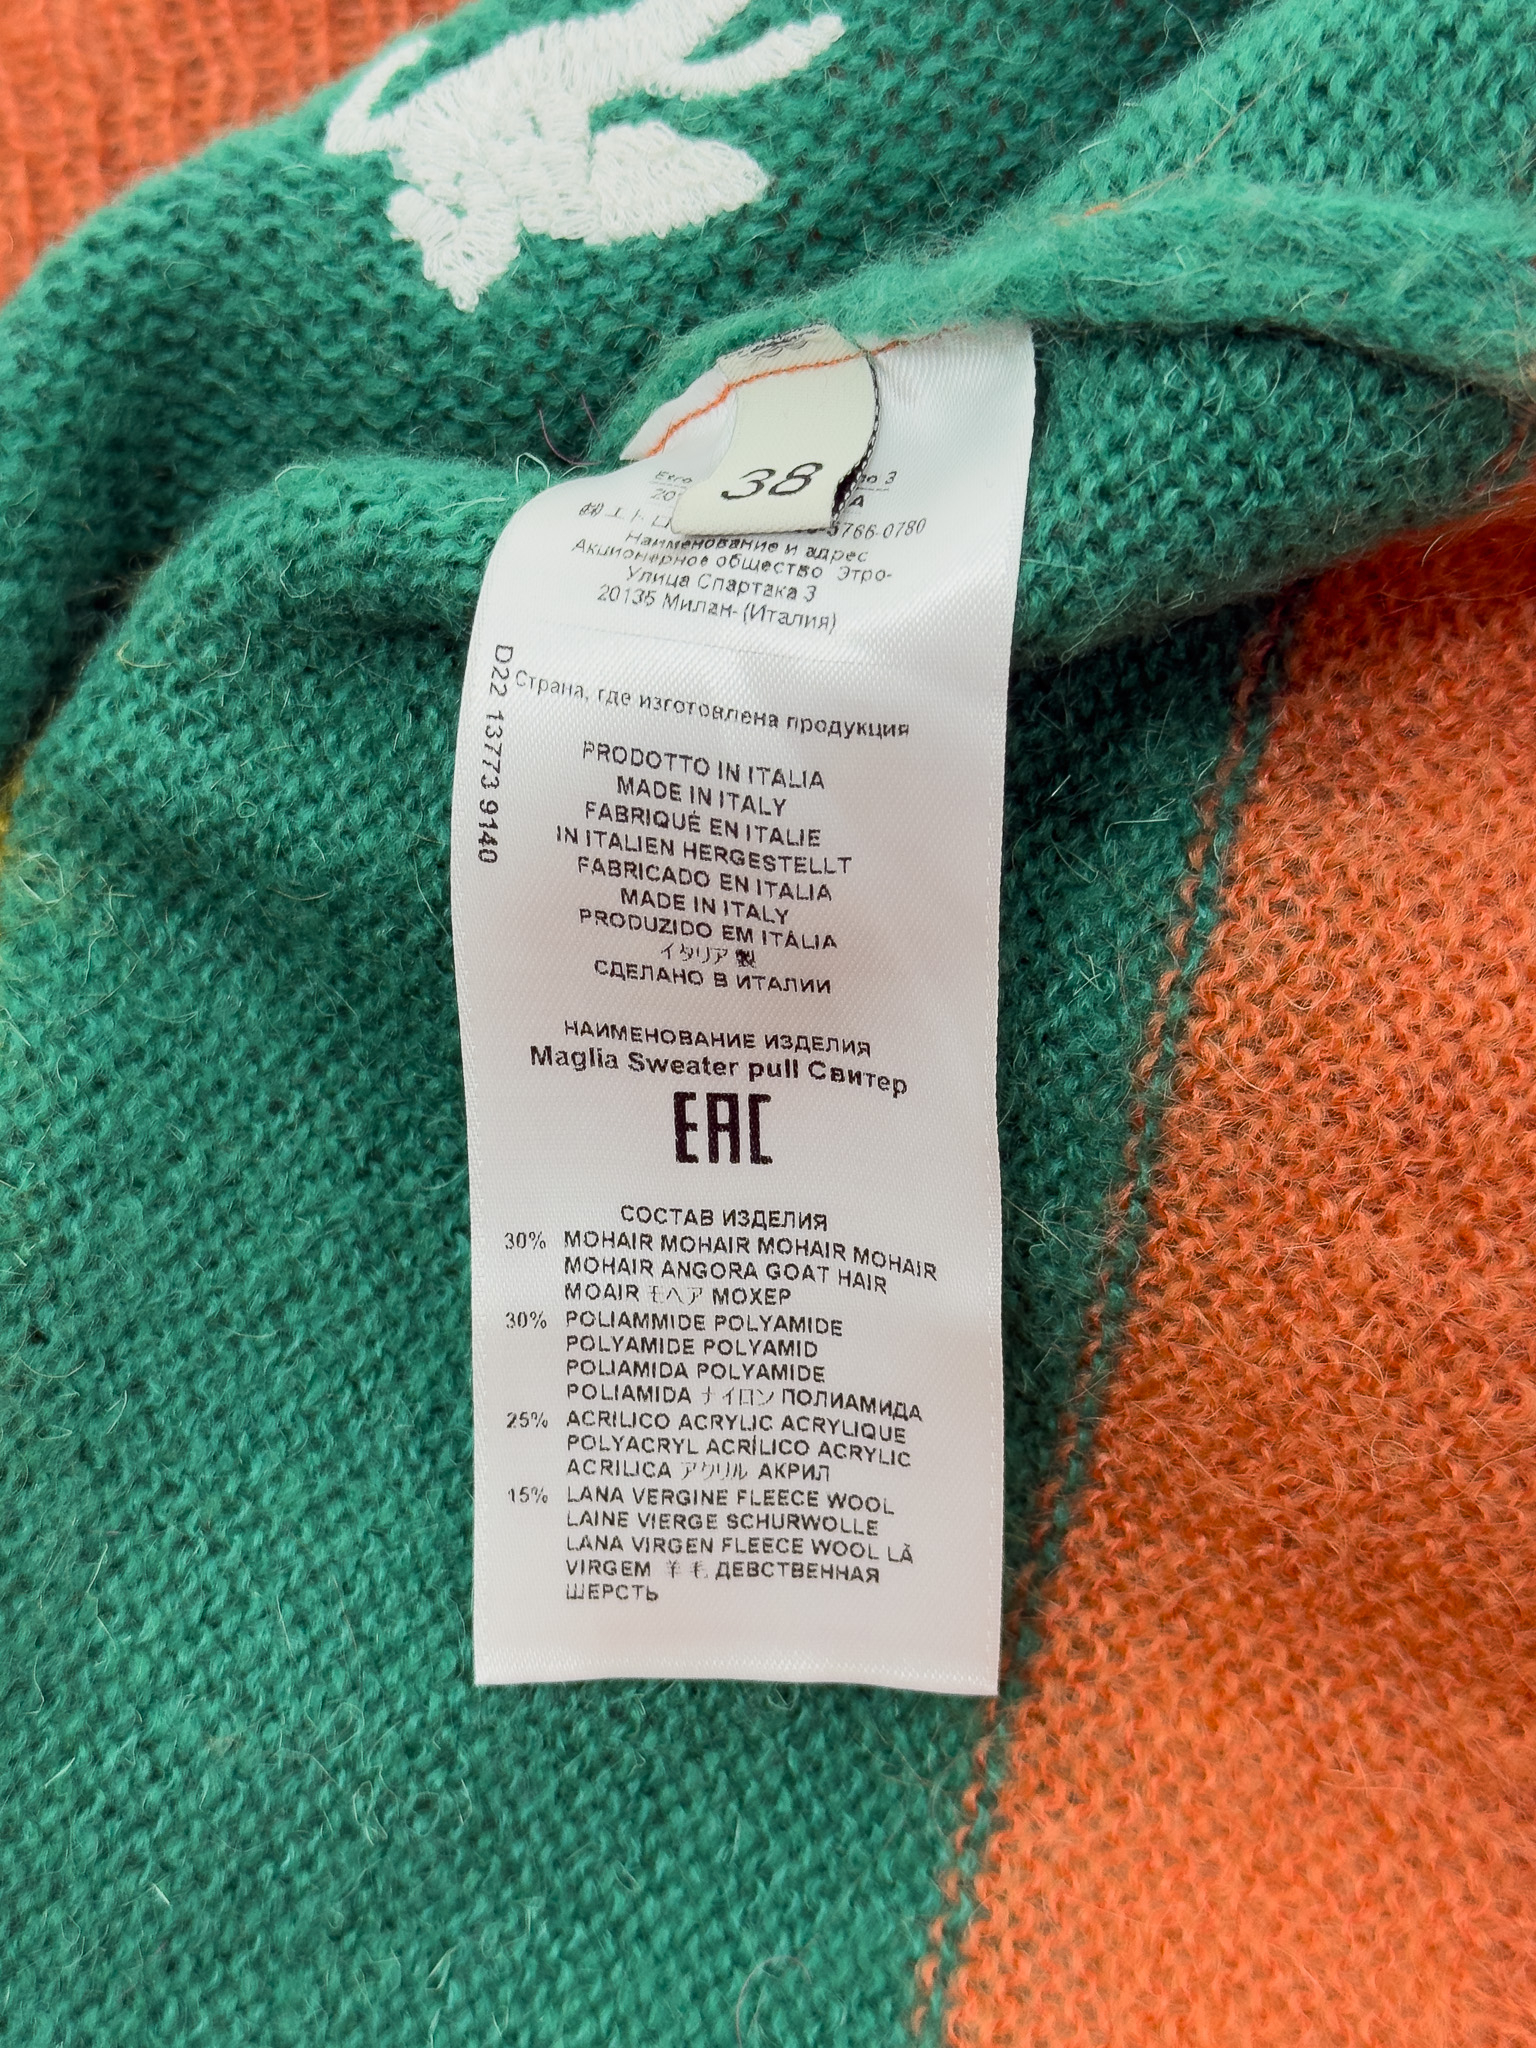 38
Наименование и адрес
Акционерное общество Этро-
Улица Спартака 3
20135 Милан- (Италия)
Страна, где изготовлена продукция
D22 13773 9140
PRODOTTO IN ITALIA
MADE IN ITALY
FABRIQUÉ EN ITALIE
IN ITALIEN HERGESTELLT
FABRICADO EN ITALIA
MADE IN ITALY
PRODUZIDO EM ITÁLIA
イタリア製
СДЕЛАНО В ИТАЛИИ
НАИМЕНОВАНИЕ ИЗДЕЛИЯ
Maglia Sweater pull Свитер
EAC
СОСТАВ ИЗДЕЛИЯ
30% MOHAIR MOHAIR MOHAIR MOHAIR
MOHAIR ANGORA GOAT HAIR
MOAIR モヘア МОХЕР
30% POLIAMMIDE POLYAMIDE
POLYAMIDE POLYAMID
POLIAMIDA POLYAMIDE
POLIAMIDA ナイロン ПОЛИАМИДА
25% ACRILICO ACRYLIC ACRYLIQUE
POLYACRYL ACRÍLICO ACRYLIC
ACRILICA アクリル АКРИЛ
15% LANA VERGINE FLEECE WOOL
LAINE VIERGE SCHURWOLLE
LANA VIRGEN FLEECE WOOL LÃ
VIRGEM 羊毛 ДЕВСТВЕННАЯ
ШЕРСТЬ